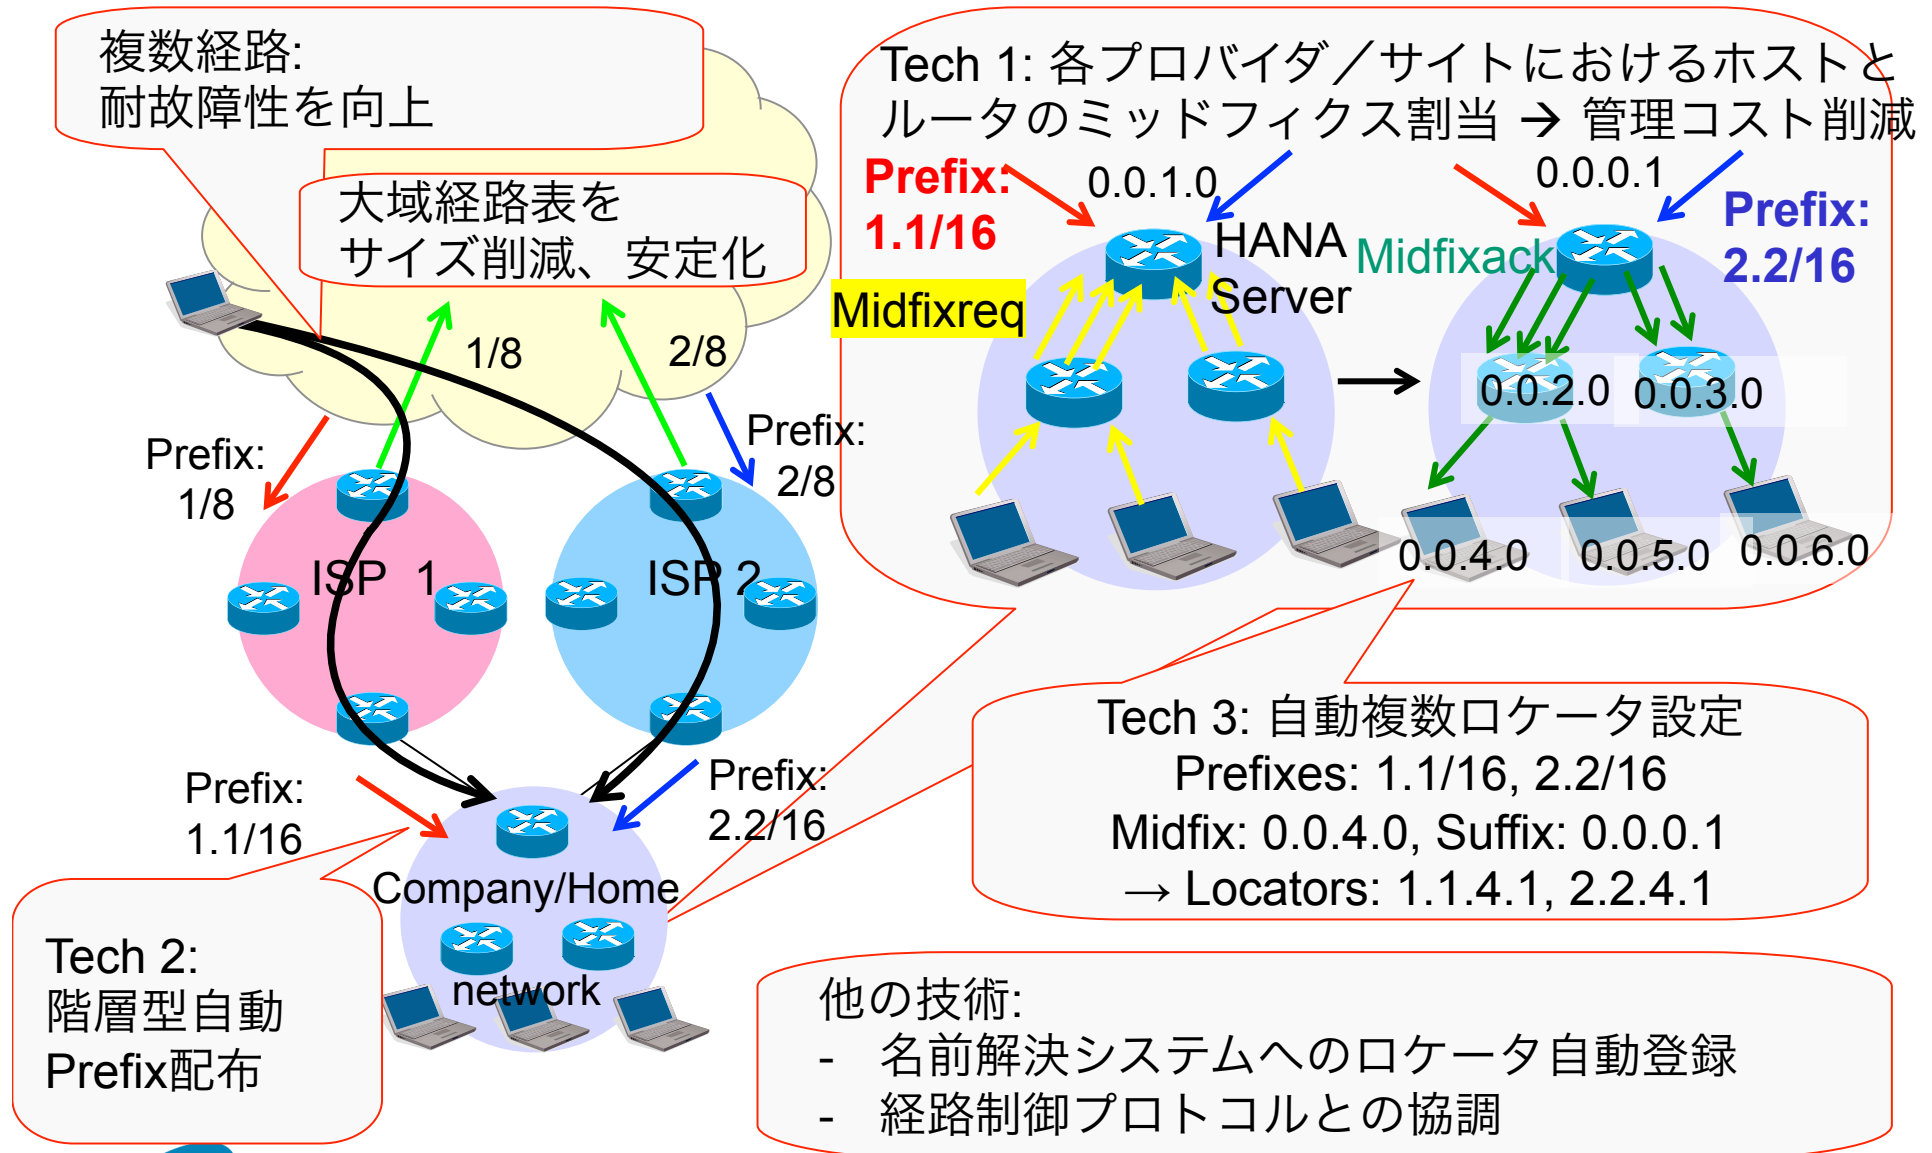 複数経路:
耐故障性を向上
大域経路表を
サイズ削減、安定化
1/8
2/8
Prefix:
1/8
Prefix:
2/8
ISP 1
ISP 2
Prefix:
1.1/16
Prefix:
2.2/16
Company/Home
network
Tech 2:
階層型自動
Prefix配布
Tech 1: 各プロバイダ／サイトにおけるホストと
ルータのミッドフィクス割当 → 管理コスト削減
Prefix:
1.1/16
0.0.1.0
HANA
Server
Midfixreq
0.0.0.1
Midfixack
Prefix:
2.2/16
0.0.2.0
0.0.3.0
0.0.4.0
0.0.5.0
0.0.6.0
Tech 3: 自動複数ロケータ設定
Prefixes: 1.1/16, 2.2/16
Midfix: 0.0.4.0, Suffix: 0.0.0.1
→ Locators: 1.1.4.1, 2.2.4.1
他の技術:
- 名前解決システムへのロケータ自動登録
- 経路制御プロトコルとの協調